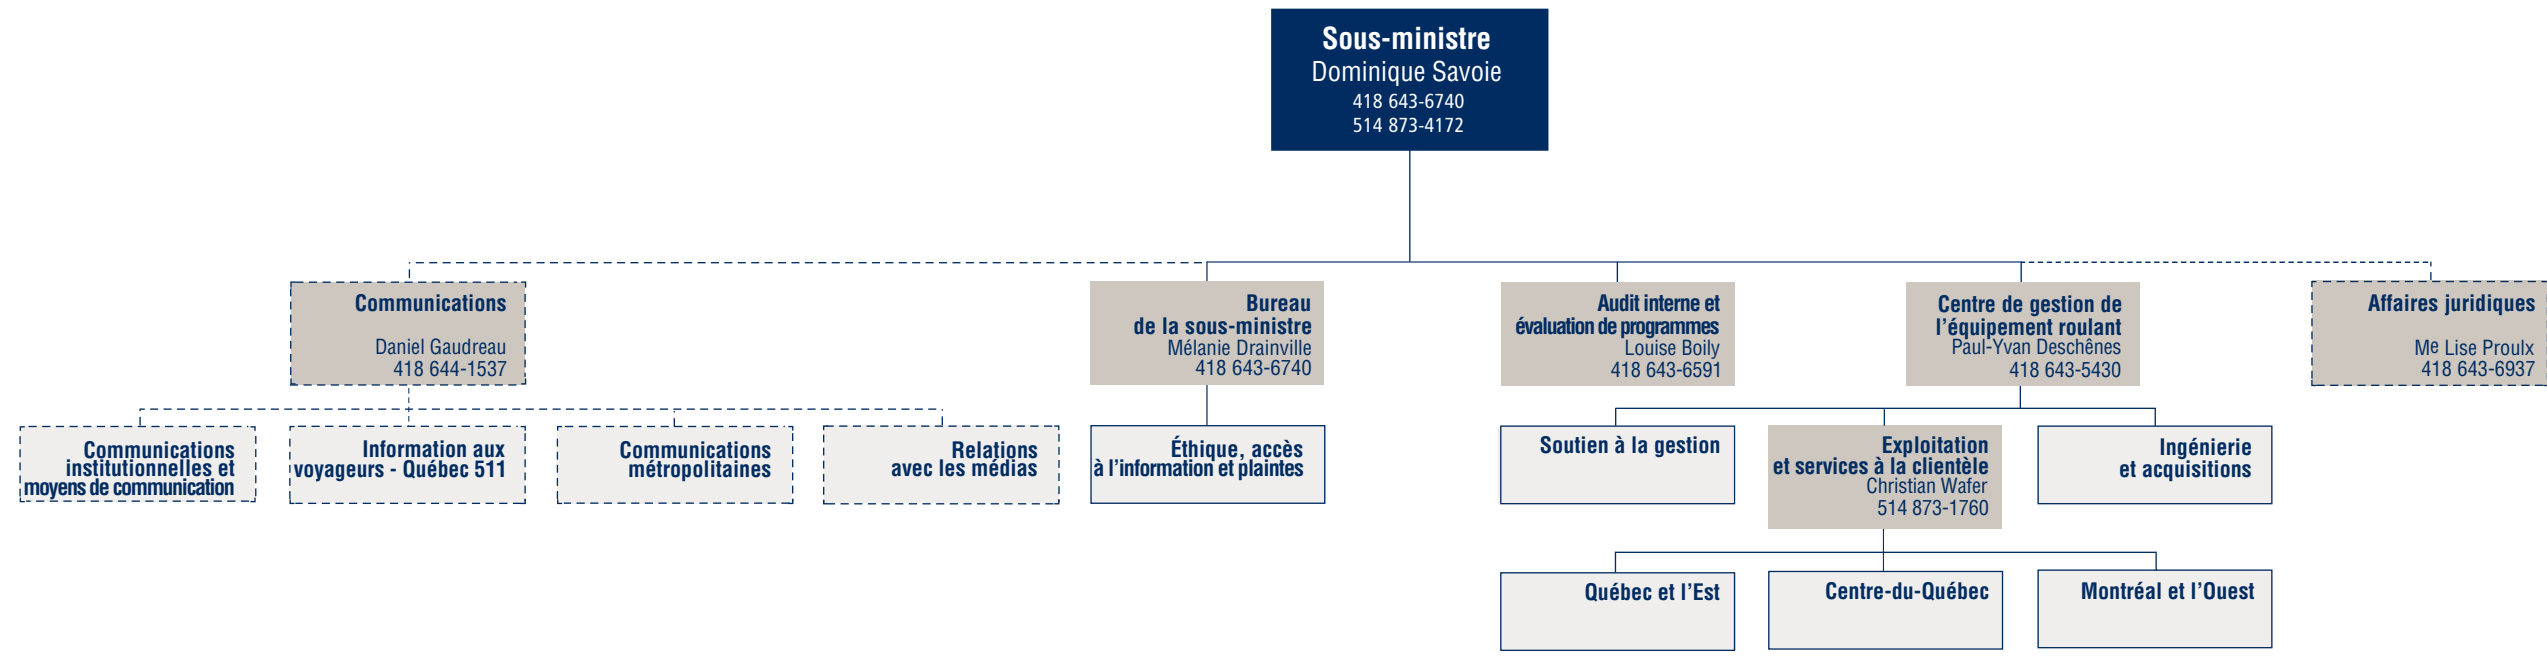 Sous-ministre
Dominique Savoie
418 643-6740
514 873-4172
Communications
Daniel Gaudreau
418 644-1537
Bureau
de la sous-ministre
Mélanie Drainville
418 643-6740
Audit interne et
évaluation de programmes
Louise Boily
418 643-6591
Centre de gestion de
l'équipement roulant
Paul-Yvan Deschênes
418 643-5430
Affaires juridiques
Me Lise Proulx
418 643-6937
Communications
institutionnelles et
moyens de communication
Information aux
voyageurs - Québec 511
Communications
métropolitaines
Relations
avec les médias
Éthique, accès
à l'information et plaintes
Soutien à la gestion
Exploitation
et services à la clientèle
Christian Wafer
514 873-1760
Ingénierie
et acquisitions
Québec et l'Est
Centre-du-Québec
Montréal et l'Ouest